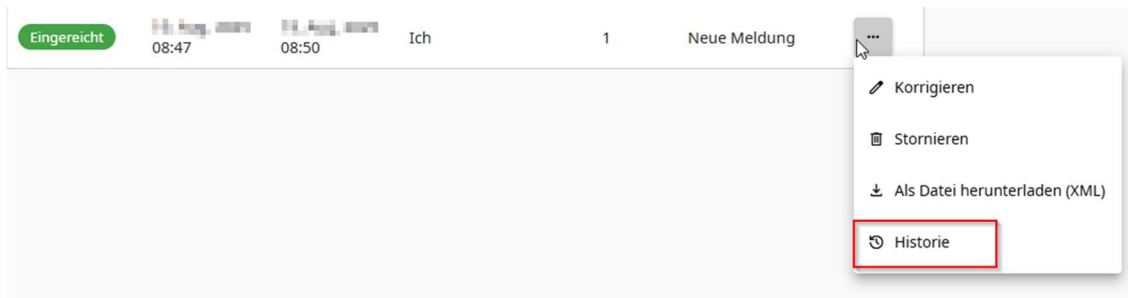 Eingereicht
08:47
08:50
Ich
1
Neue Meldung
Korrigieren
Stornieren
Als Datei herunterladen (XML)
Historie